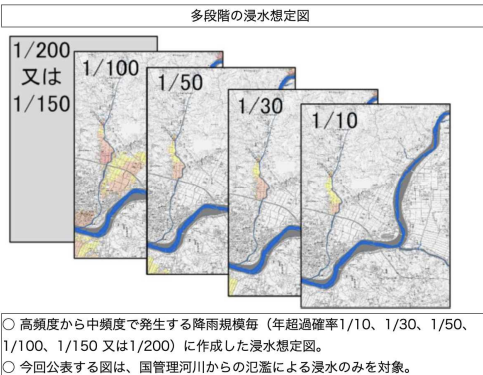 多段階の浸水想定図
1/200
又は
1/150
1/100
1/50
1/30
1/10
○ 高頻度から中頻度で発生する降雨規模毎（年超過確率1/10、1/30、1/50、
1/100、1/150 又は1/200）に作成した浸水想定図。
○ 今回公表する図は、国管理河川からの氾濫による浸水のみを対象。